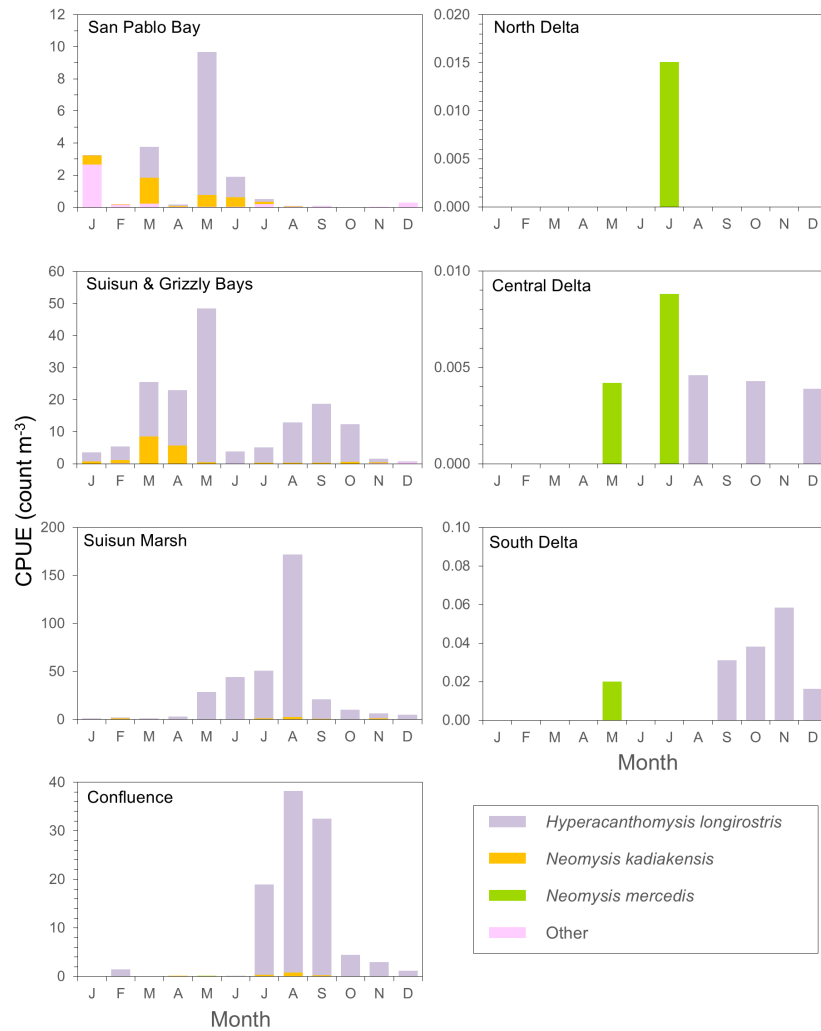 San Pablo Bay
12
10
8
6
4
2
0
J F M A M J J A S O N D
North Delta
0.020
0.015
0.010
0.005
0.000
J F M A M J J A S O N D
CPUE (count m-3)
Suisun & Grizzly Bays
60
50
40
30
20
10
0
J F M A M J J A S O N D
Central Delta
0.010
0.005
0.000
J F M A M J J A S O N D
Suisun Marsh
200
150
100
50
0
J F M A M J J A S O N D
South Delta
0.10
0.08
0.06
0.04
0.02
0.00
J F M A M J J A S O N D
Month
Confluence
40
30
20
10
0
J F M A M J J A S O N D
Month
Hyperacanthomysis longirostris
Neomysis kadiakensis
Neomysis mercedis
Other